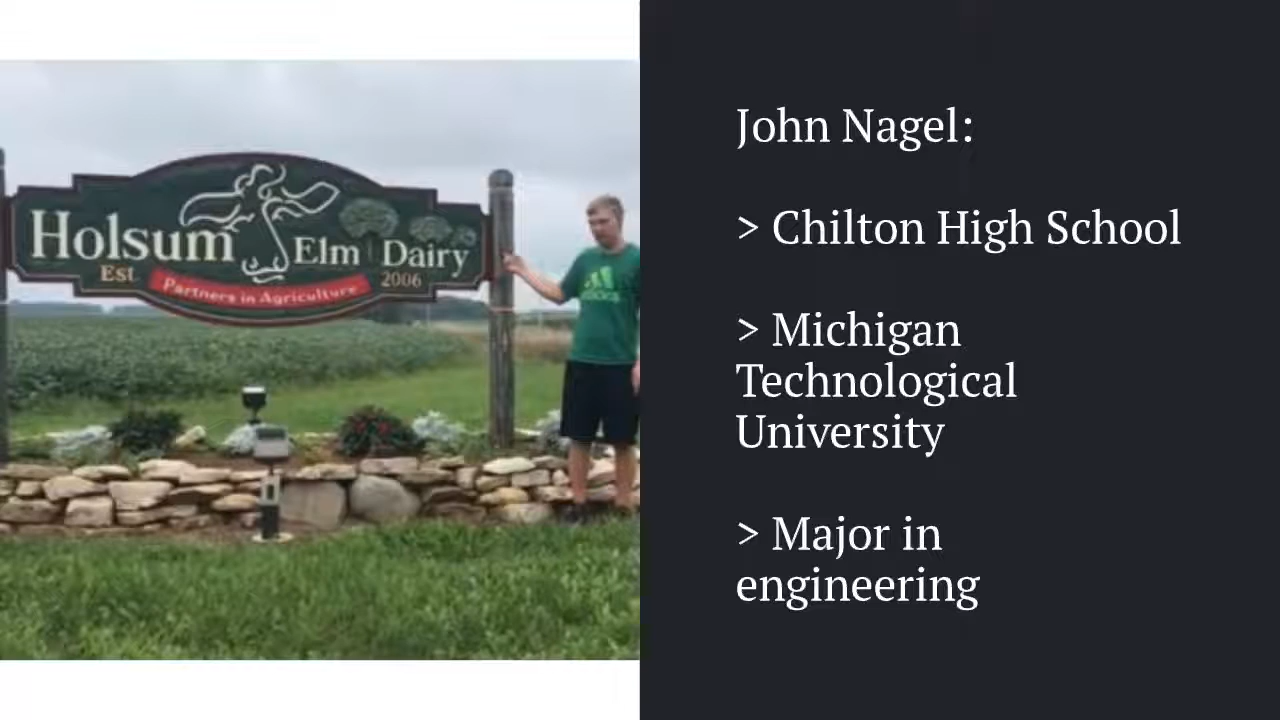 Holsum Elm Dairy
Est 2006
Partners in Agriculture
adidas
John Nagel:
> Chilton High School
> Michigan
Technological
University
> Major in
engineering